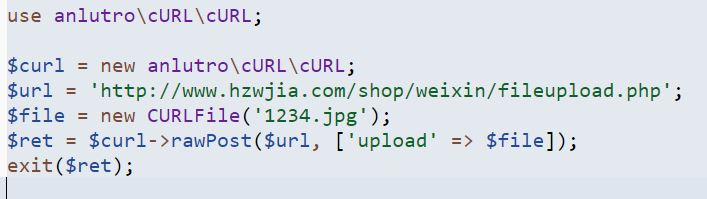 use anlutro\cURL\cURL;
$curl = new anlutro\cURL\cURL;
$url = 'http://www.hzwjia.com/shop/weixin/fileupload.php';
$file = new CURLFile('1234.jpg');
$ret = $curl->rawPost($url, ['upload' => $file]);
exit($ret);